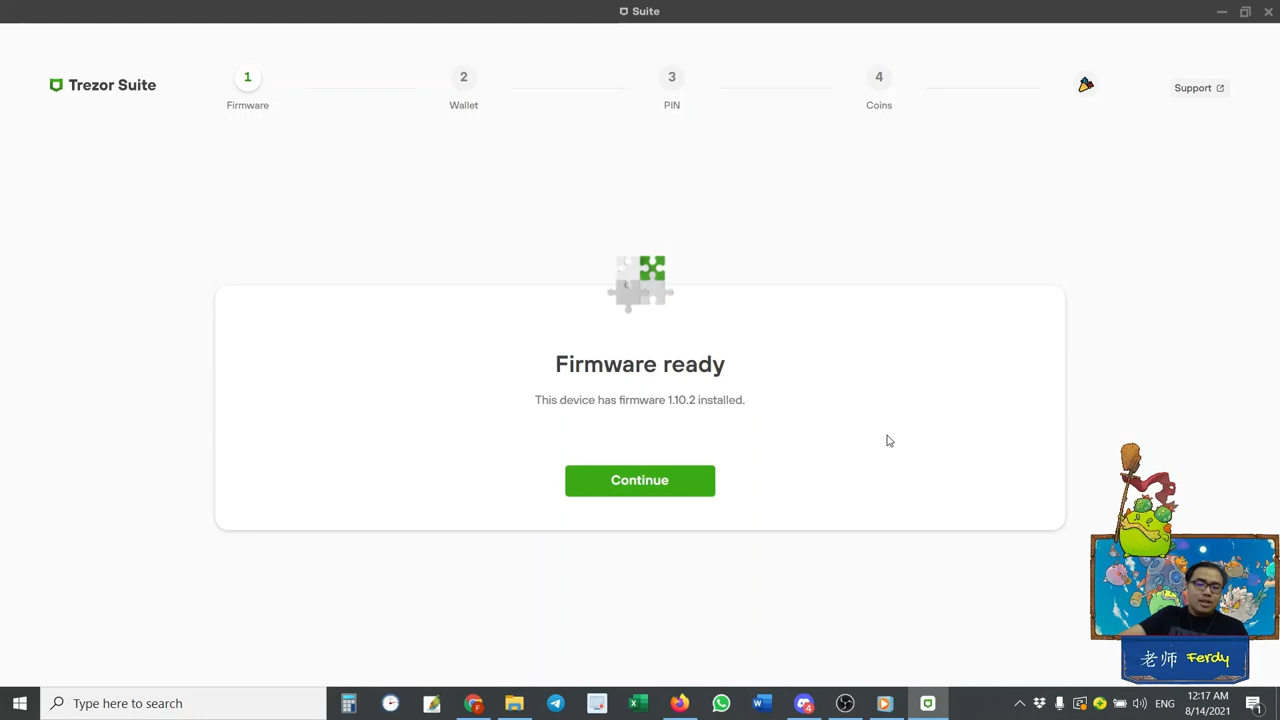 Suite
Trezor Suite
1
Firmware
2
Wallet
3
PIN
4
Coins
Support
Firmware ready
This device has firmware 1.10.2 installed.
Continue
老师 Ferdy
Type here to search
ENG
12:17 AM
8/14/2021